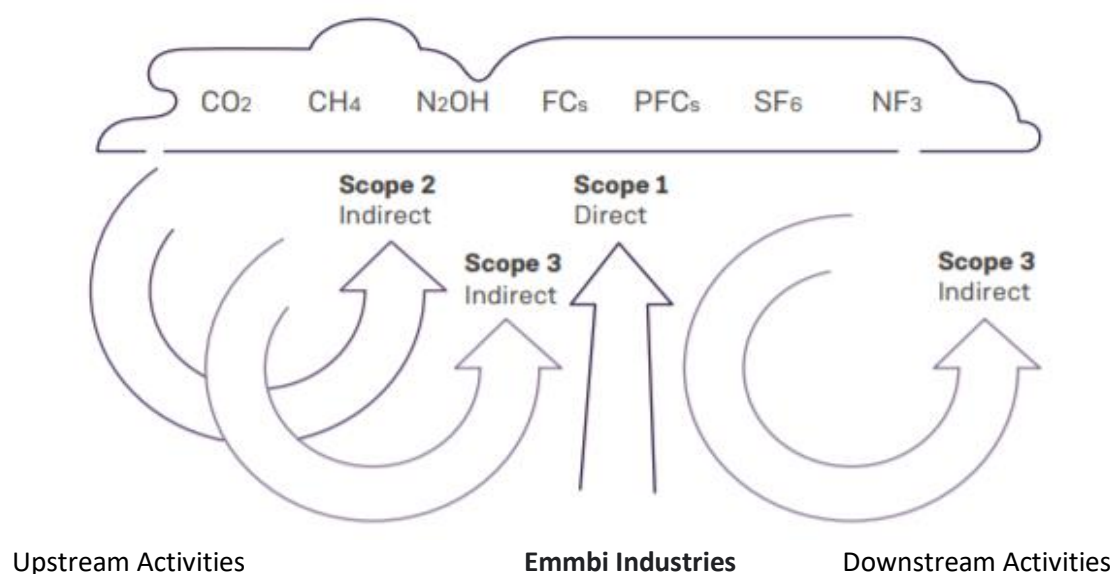 CO2 CH4 N2OH FCs PFCs SF6 NF3
Scope 2
Indirect
Scope 1
Direct
Scope 3
Indirect
Scope 3
Indirect
Upstream Activities Emmbi Industries Downstream Activities